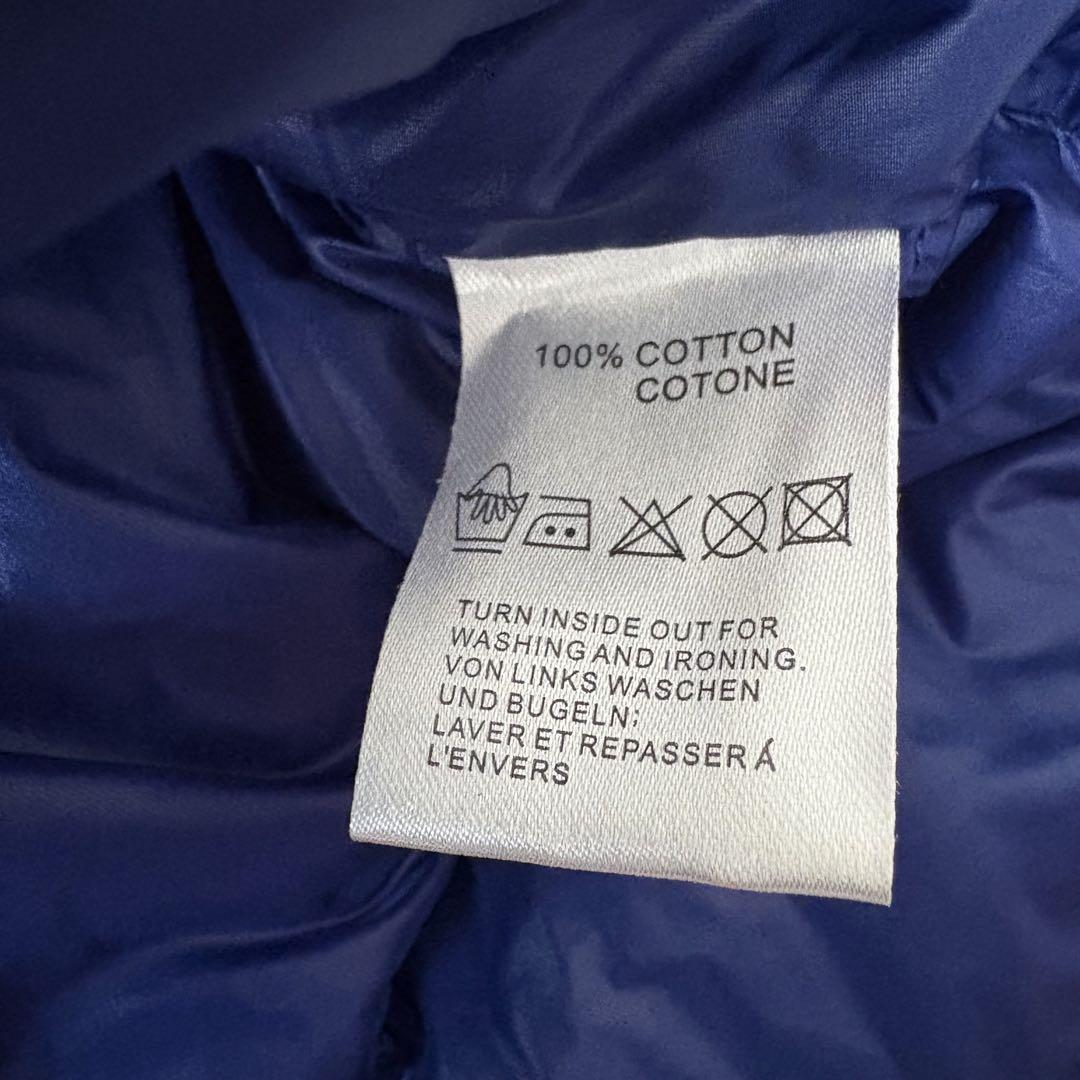 100% COTTON
COTONE
TURN INSIDE OUT FOR
WASHING AND IRONING.
VON LINKS WASCHEN
UND BUGELN;
LAVER ET REPASSER Á
L'ENVERS